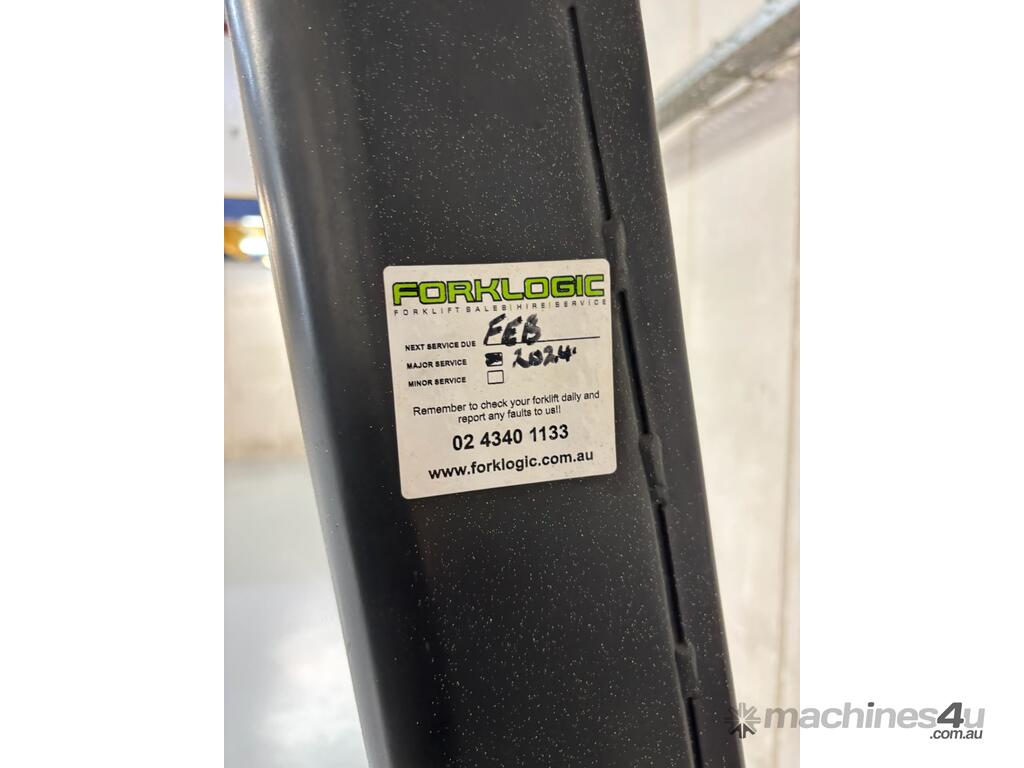 FORKLOGIC
FORKLIFT SALES | HIRE | SERVICE
NEXT SERVICE DUE FEB
MAJOR SERVICE 2024
MINOR SERVICE
Remember to check your forklift daily and
report any faults to us!!
02 4340 1133
www.forklogic.com.au
machines4u
.com.au